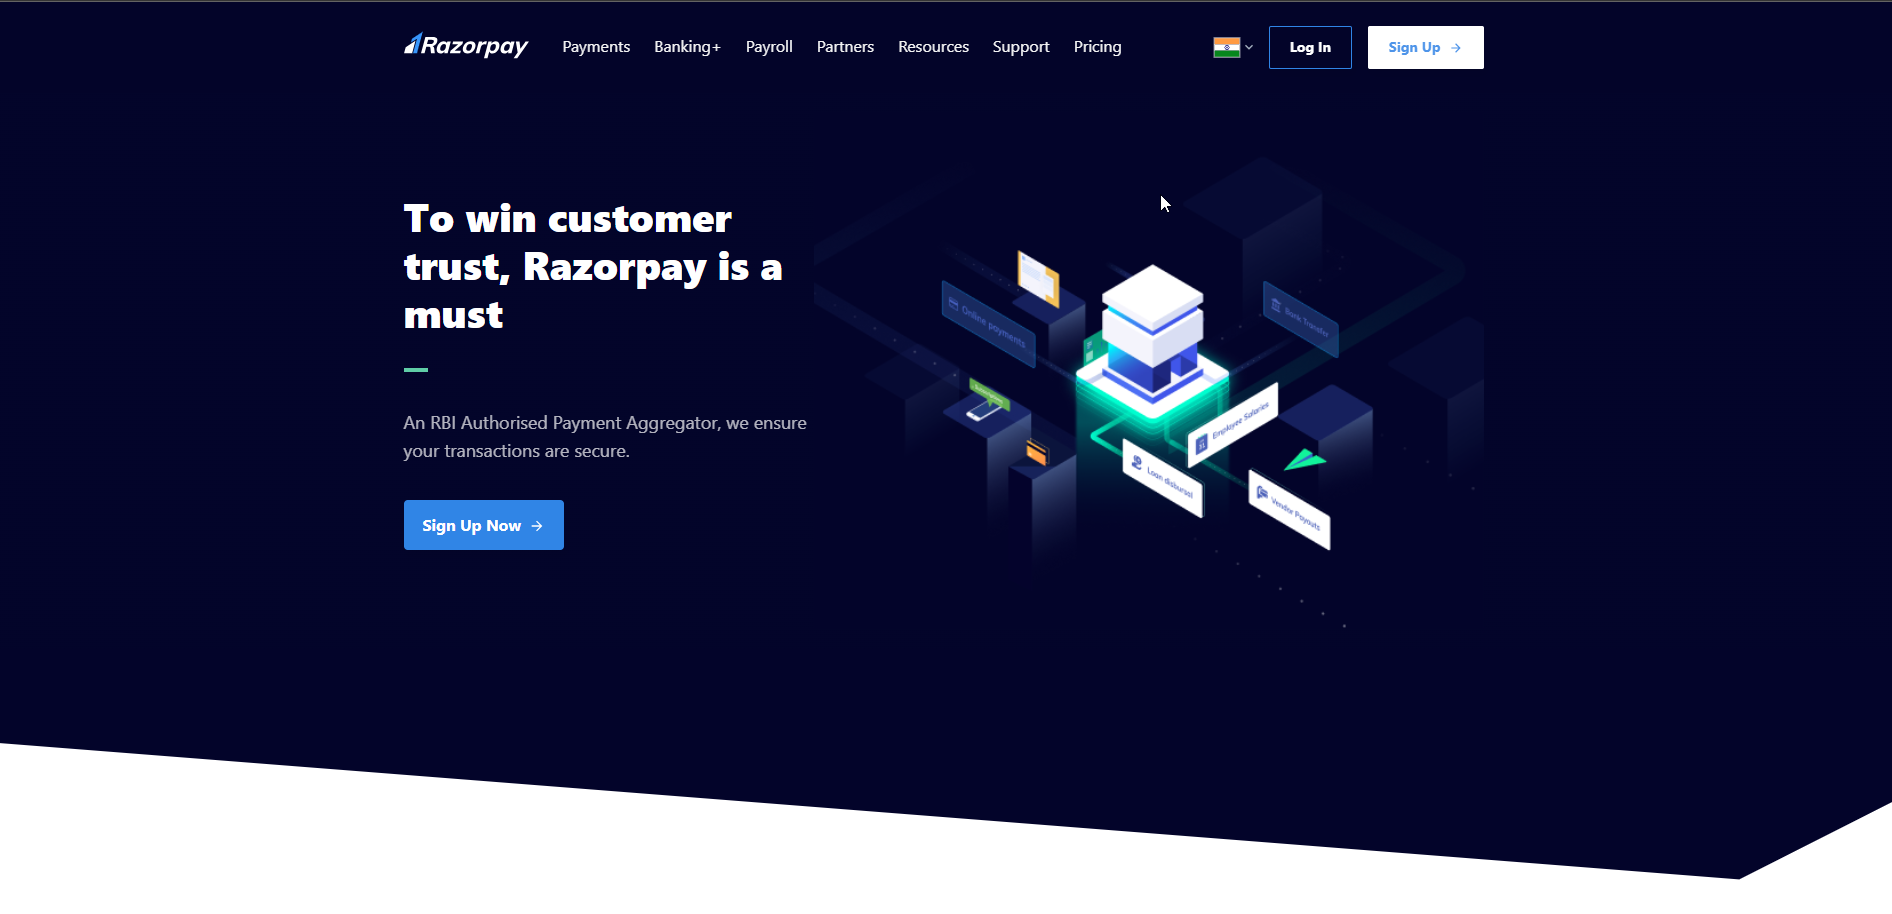 Razorpay Payments Banking+ Payroll Partners Resources Support Pricing Log In Sign Up
To win customer
trust, Razorpay is a
must
An RBI Authorised Payment Aggregator, we ensure
your transactions are secure.
Sign Up Now
Online payments
Bank Transfer
Employee Salaries
31
Loan disbursal
Vendor Payouts